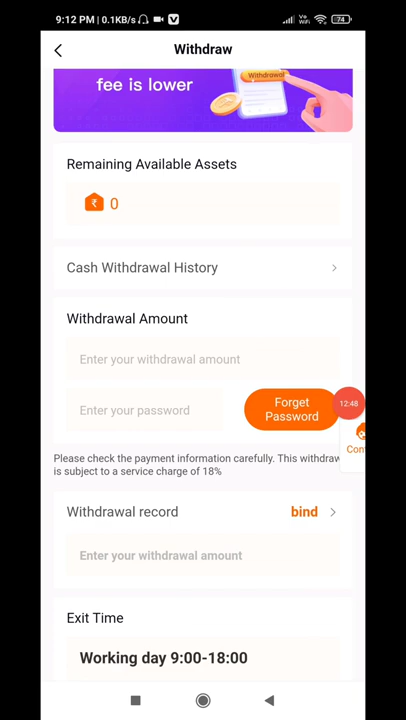 9:12 PM | 0.1KB/s
Vo
WiFi
74
Withdraw
fee is lower
Withdrawal
Remaining Available Assets
₹ 0
Cash Withdrawal History
Withdrawal Amount
Enter your withdrawal amount
Enter your password
Forget
Password
12:48
Con
Please check the payment information carefully. This withdraw
is subject to a service charge of 18%
Withdrawal record
bind
Enter your withdrawal amount
Exit Time
Working day 9:00-18:00